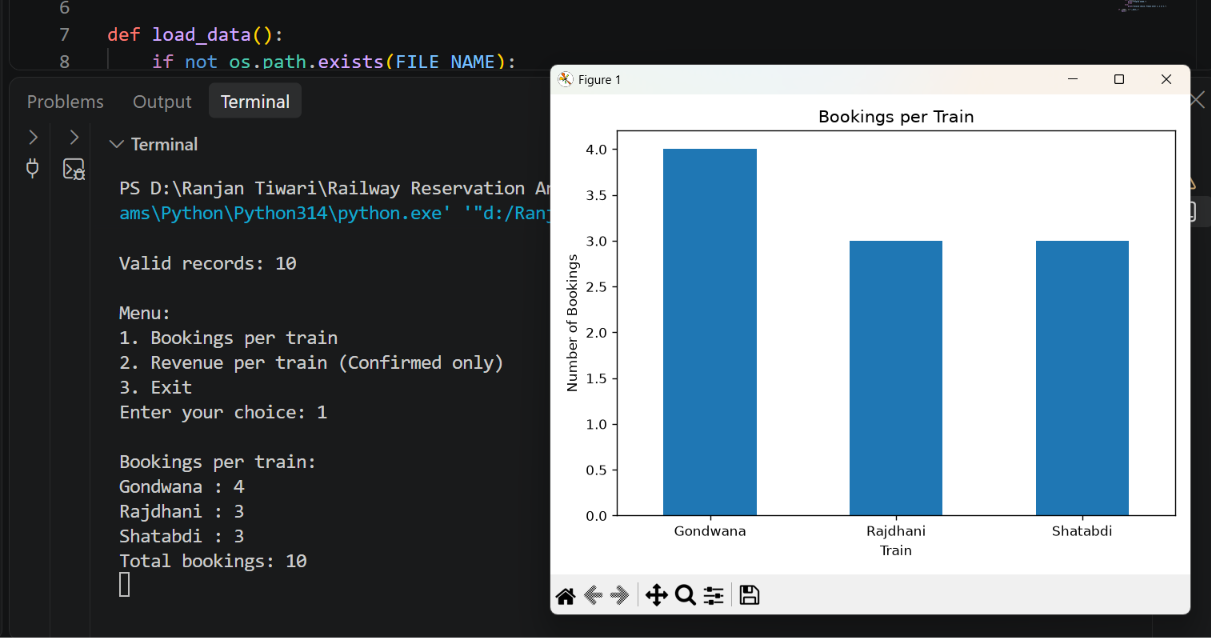 6
7 def load_data():
8 if not os.path.exists(FILE_NAME):
Problems Output Terminal
Terminal
PS D:\Ranjan Tiwari\Railway Reservation An
ams\Python\Python314\python.exe' '"d:/Ranj
Valid records: 10
Menu:
1. Bookings per train
2. Revenue per train (Confirmed only)
3. Exit
Enter your choice: 1
Bookings per train:
Gondwana : 4
Rajdhani : 3
Shatabdi : 3
Total bookings: 10
Figure 1
Bookings per Train
Number of Bookings
4.0
3.5
3.0
2.5
2.0
1.5
1.0
0.5
0.0
Gondwana Rajdhani Shatabdi
Train